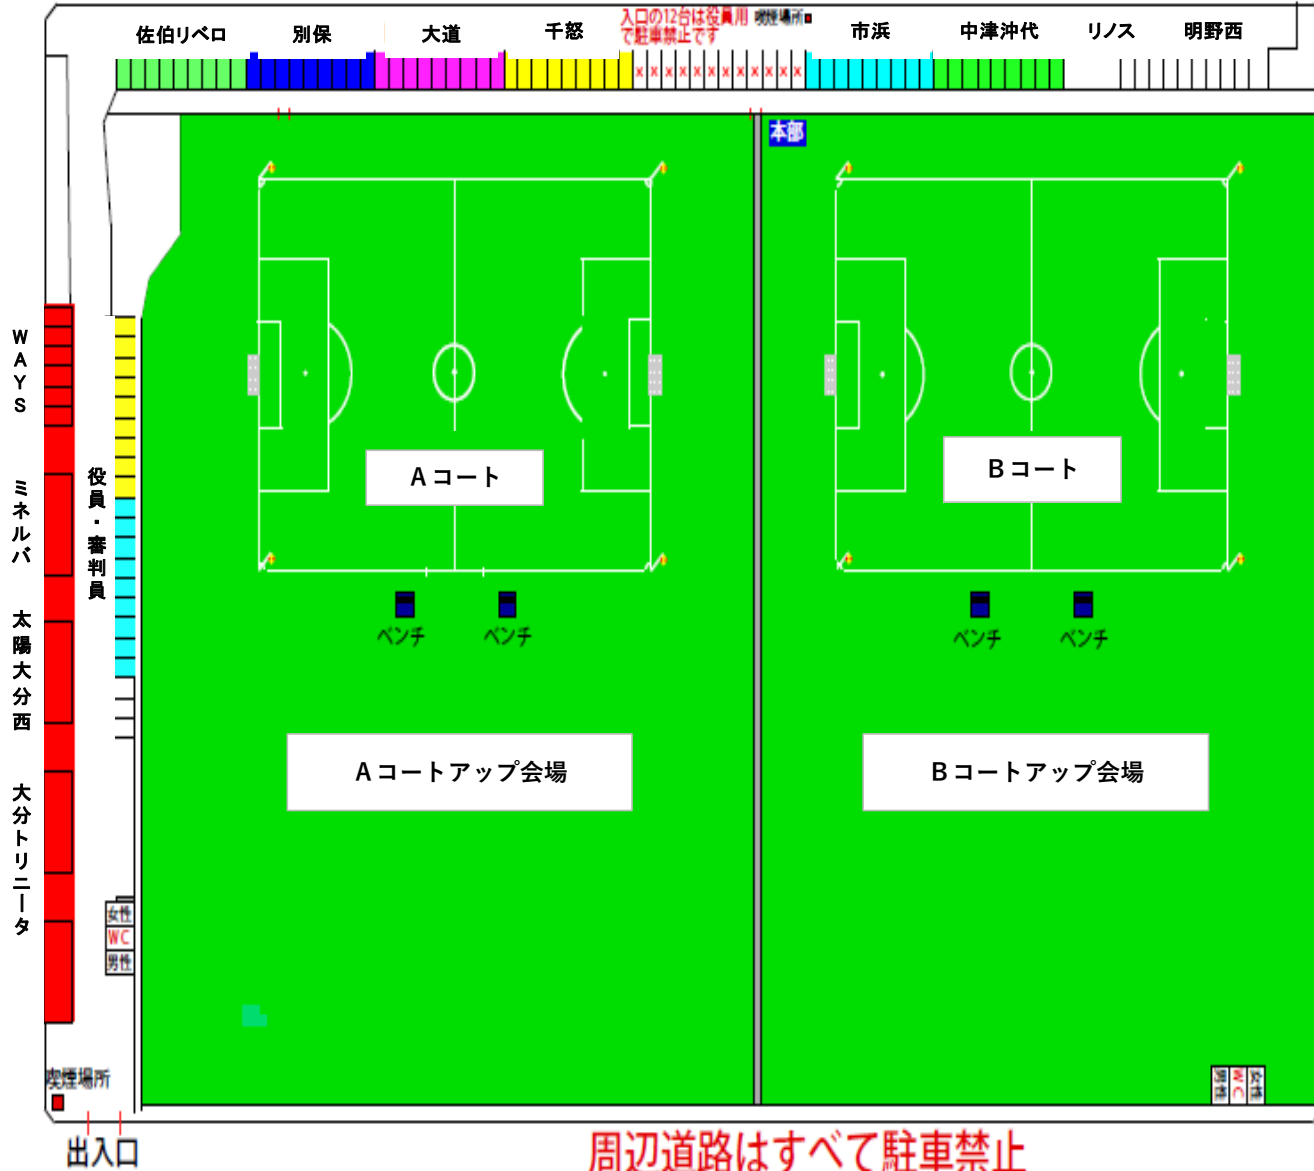 佐伯リベロ
別保
大道
千怒
入口の12台は役員用
で駐車禁止です
喫煙場所
市浜
中津沖代
リノス
明野西
×××××××××××××
本部
WAYS
ミネルバ
太陽大分西
大分トリニータ
役員・審判員
Aコート
Bコート
ベンチ
ベンチ
ベンチ
ベンチ
Aコートアップ会場
Bコートアップ会場
女性
WC
男性
喫煙場所
出入口
男性
WC
女性
周辺道路はすべて駐車禁止